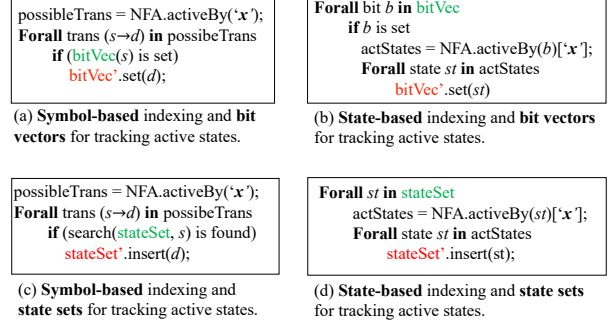 possibleTrans = NFA.activeBy(‘x’);
Forall trans (s→d) in possibeTrans
if (bitVec(s) is set)
bitVec’.set(d);
(a) Symbol-based indexing and bit
vectors for tracking active states.
Forall bit b in bitVec
if b is set
actStates = NFA.activeBy(b)[‘x’];
Forall state st in actStates
bitVec’.set(st)
(b) State-based indexing and bit vectors
for tracking active states.
possibleTrans = NFA.activeBy(‘x’);
Forall trans (s→d) in possibeTrans
if (search(stateSet, s) is found)
stateSet’.insert(d);
(c) Symbol-based indexing and
state sets for tracking active states.
Forall st in stateSet
actStates = NFA.activeBy(st)[‘x’];
Forall state st in actStates
stateSet’.insert(st);
(d) State-based indexing and state sets
for tracking active states.